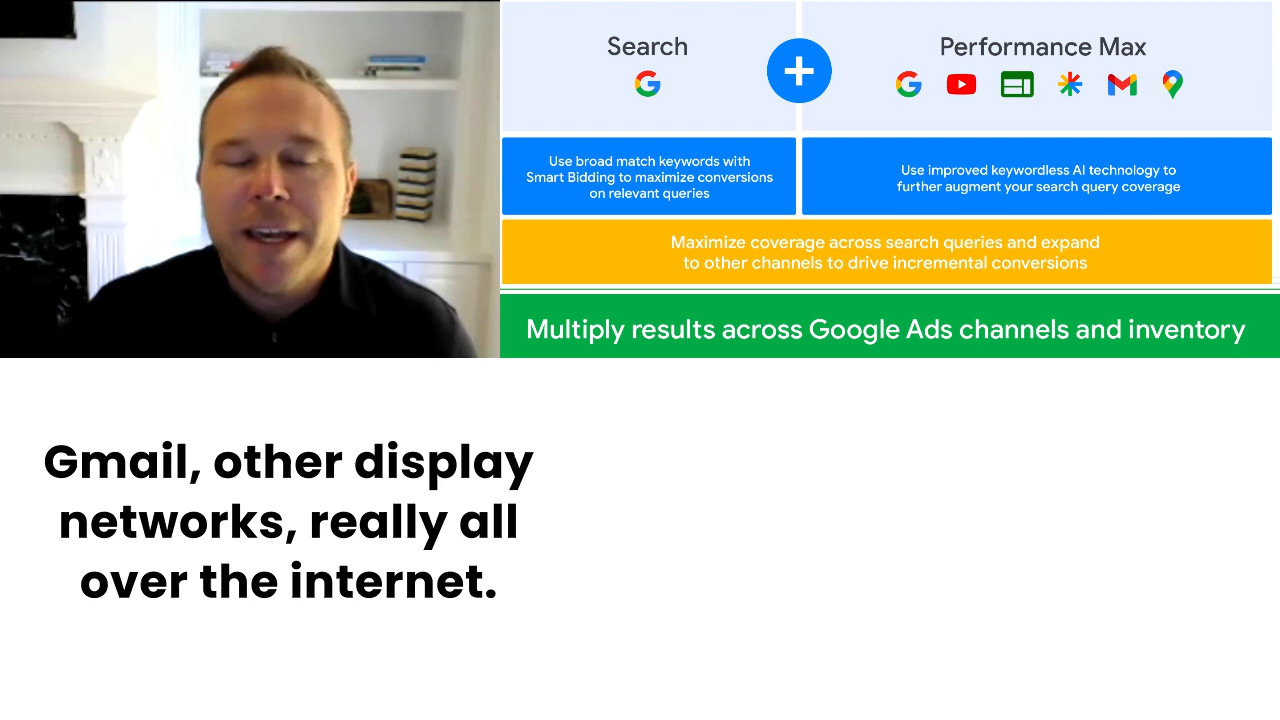 Search
Performance Max
Use broad match keywords with
Smart Bidding to maximize conversions
on relevant queries
Use improved keywordless AI technology to
further augment your search query coverage
Maximize coverage across search queries and expand
to other channels to drive incremental conversions
Multiply results across Google Ads channels and inventory
Gmail, other display
networks, really all
over the internet.